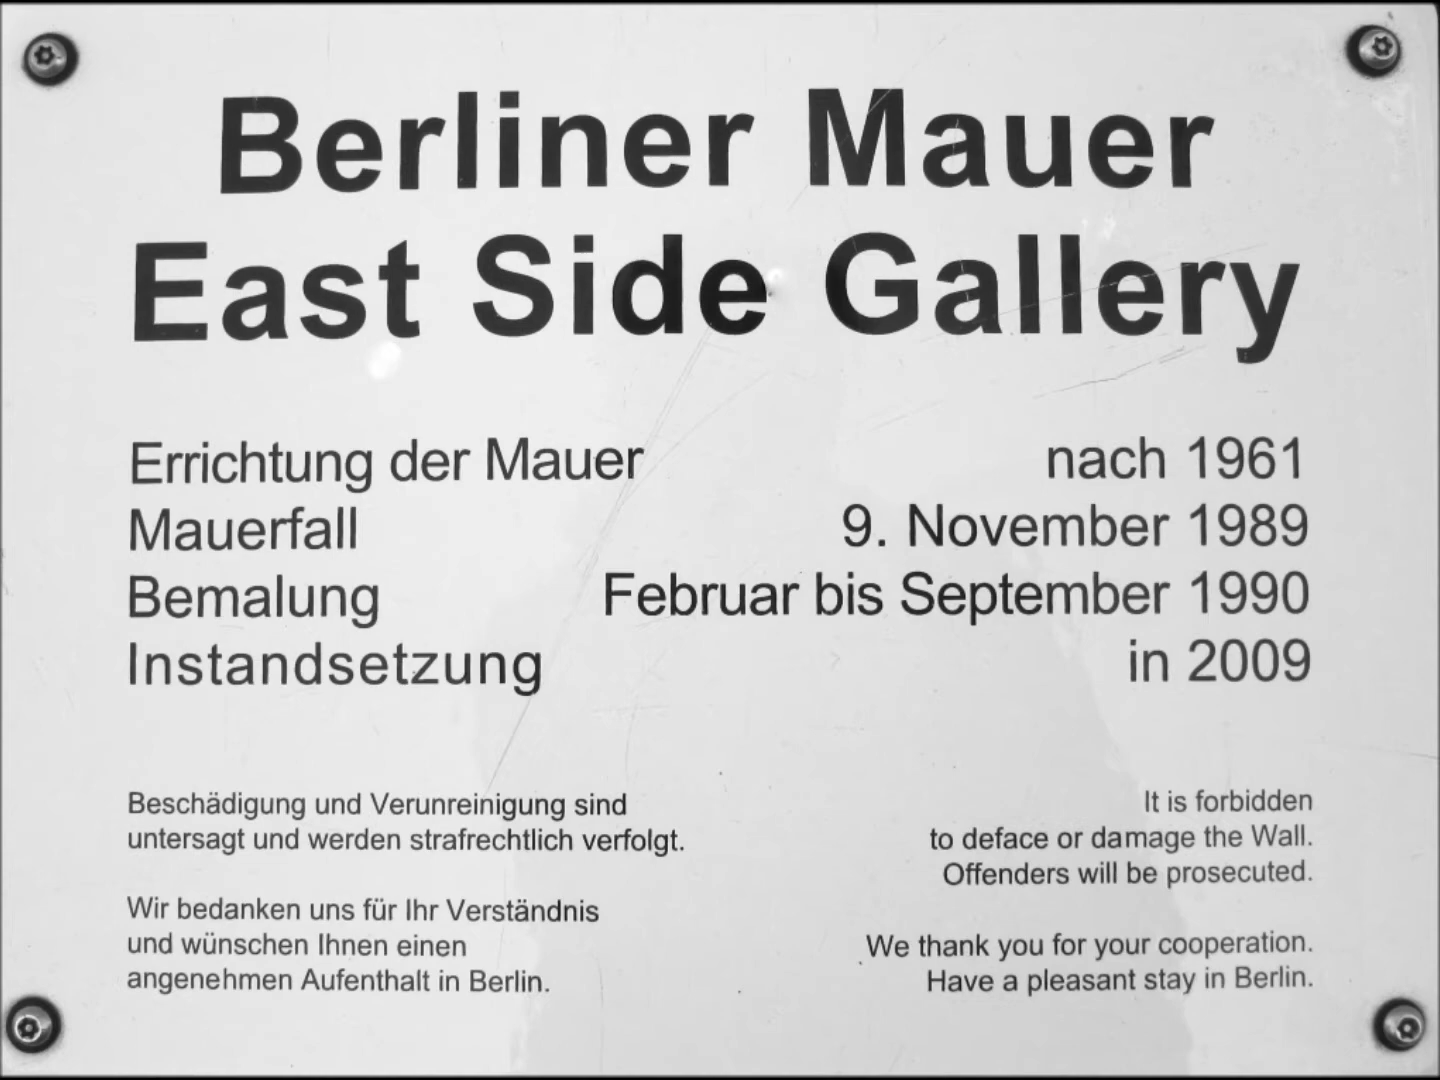 Berliner Mauer
East Side Gallery
Errichtung der Mauer nach 1961
Mauerfall 9. November 1989
Bemalung Februar bis September 1990
Instandsetzung in 2009
Beschädigung und Verunreinigung sind
untersagt und werden strafrechtlich verfolgt.
Wir bedanken uns für Ihr Verständnis
und wünschen Ihnen einen
angenehmen Aufenthalt in Berlin.
It is forbidden
to deface or damage the Wall.
Offenders will be prosecuted.
We thank you for your cooperation.
Have a pleasant stay in Berlin.